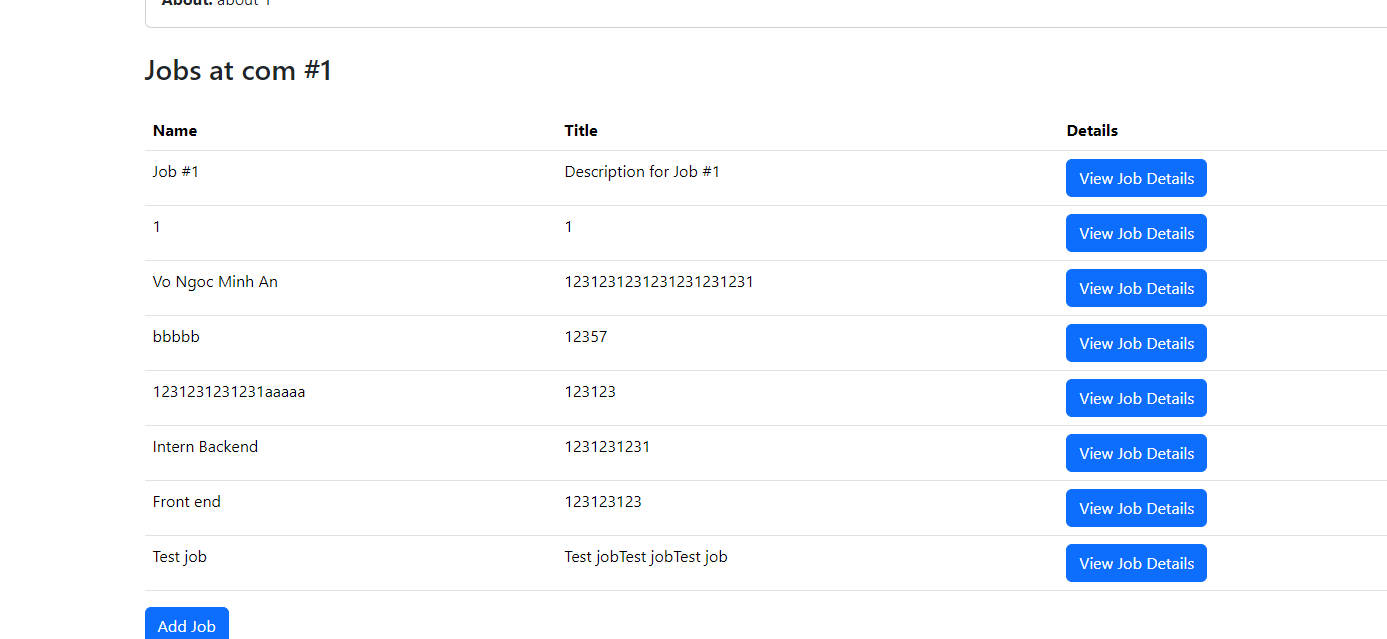 About: about 1
Jobs at com #1
Name Title Details
Job #1 Description for Job #1 View Job Details
1 1 View Job Details
Vo Ngoc Minh An 1231231231231231231231 View Job Details
bbbbb 12357 View Job Details
1231231231231aaaaa 123123 View Job Details
Intern Backend 1231231231 View Job Details
Front end 123123123 View Job Details
Test job Test jobTest jobTest job View Job Details
Add Job